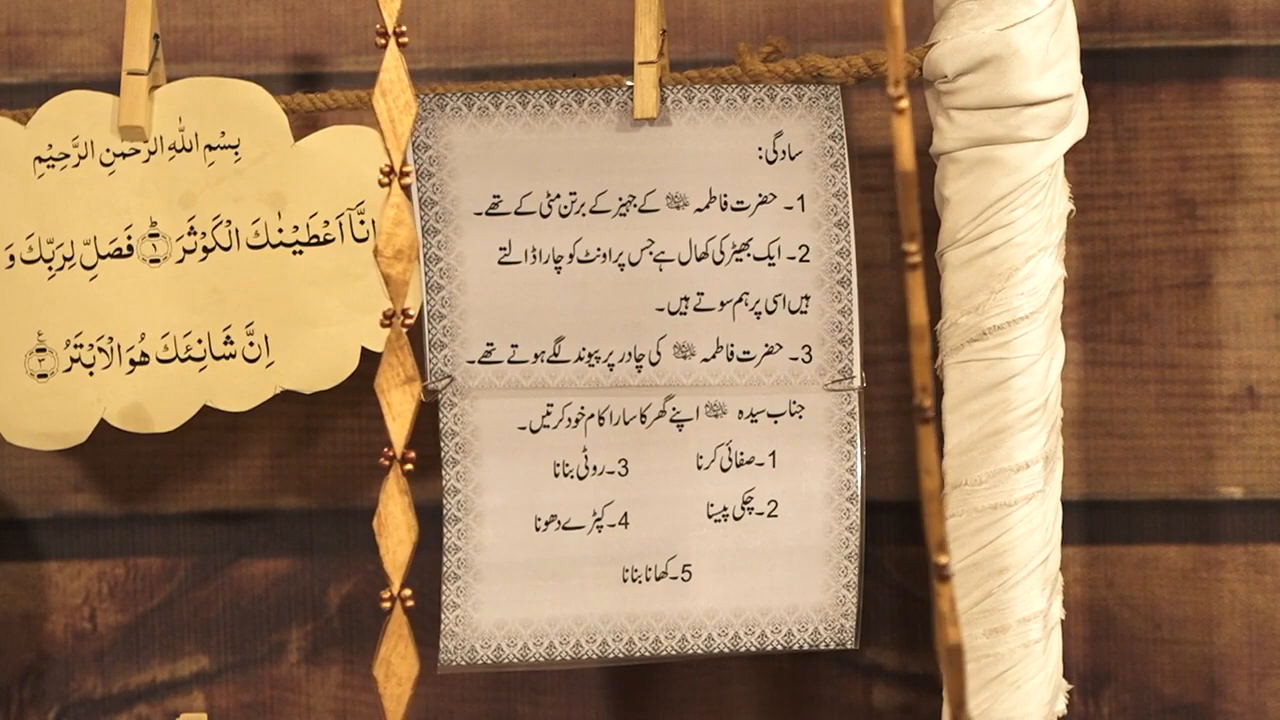 بِسْمِ اللّٰهِ الرَّحْمٰنِ الرَّحِيْمِ
اِنَّآ اَعْطَيْنٰكَ الْكَوْثَرَ ۱ فَصَلِّ لِرَبِّكَ وَ
اِنَّ شَانِئَكَ هُوَ الْاَبْتَرُ ۳
سادگی:
1۔ حضرت فاطمہ کے جہیز کے برتن مٹی کے تھے۔
2۔ ایک بھیڑ کی کھال ہے جس پر اونٹ کو چارا ڈالتے
ہیں اسی پر ہم سوتے ہیں۔
3۔ حضرت فاطمہ کی چادر پر پیوند لگے ہوتے تھے۔
جناب سیدہ اپنے گھر کا سارا کام خود کرتیں۔
1۔صفائی کرنا 3۔روٹی بنانا
2۔چکی پیسنا 4۔کپڑے دھونا
5۔کھانا بنانا